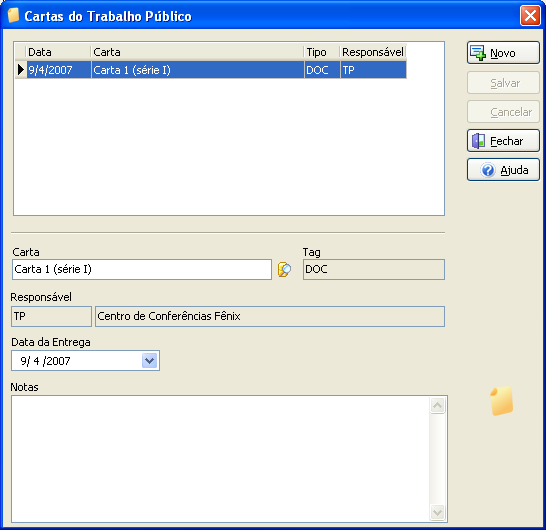 Cartas do Trabalho Público
Data Carta Tipo Responsável
9/4/2007 Carta 1 (série I) DOC TP
Novo
Salvar
Cancelar
Fechar
Ajuda
Carta Tag
Carta 1 (série I) DOC
Responsável
TP Centro de Conferências Fênix
Data da Entrega
9/ 4 /2007
Notas